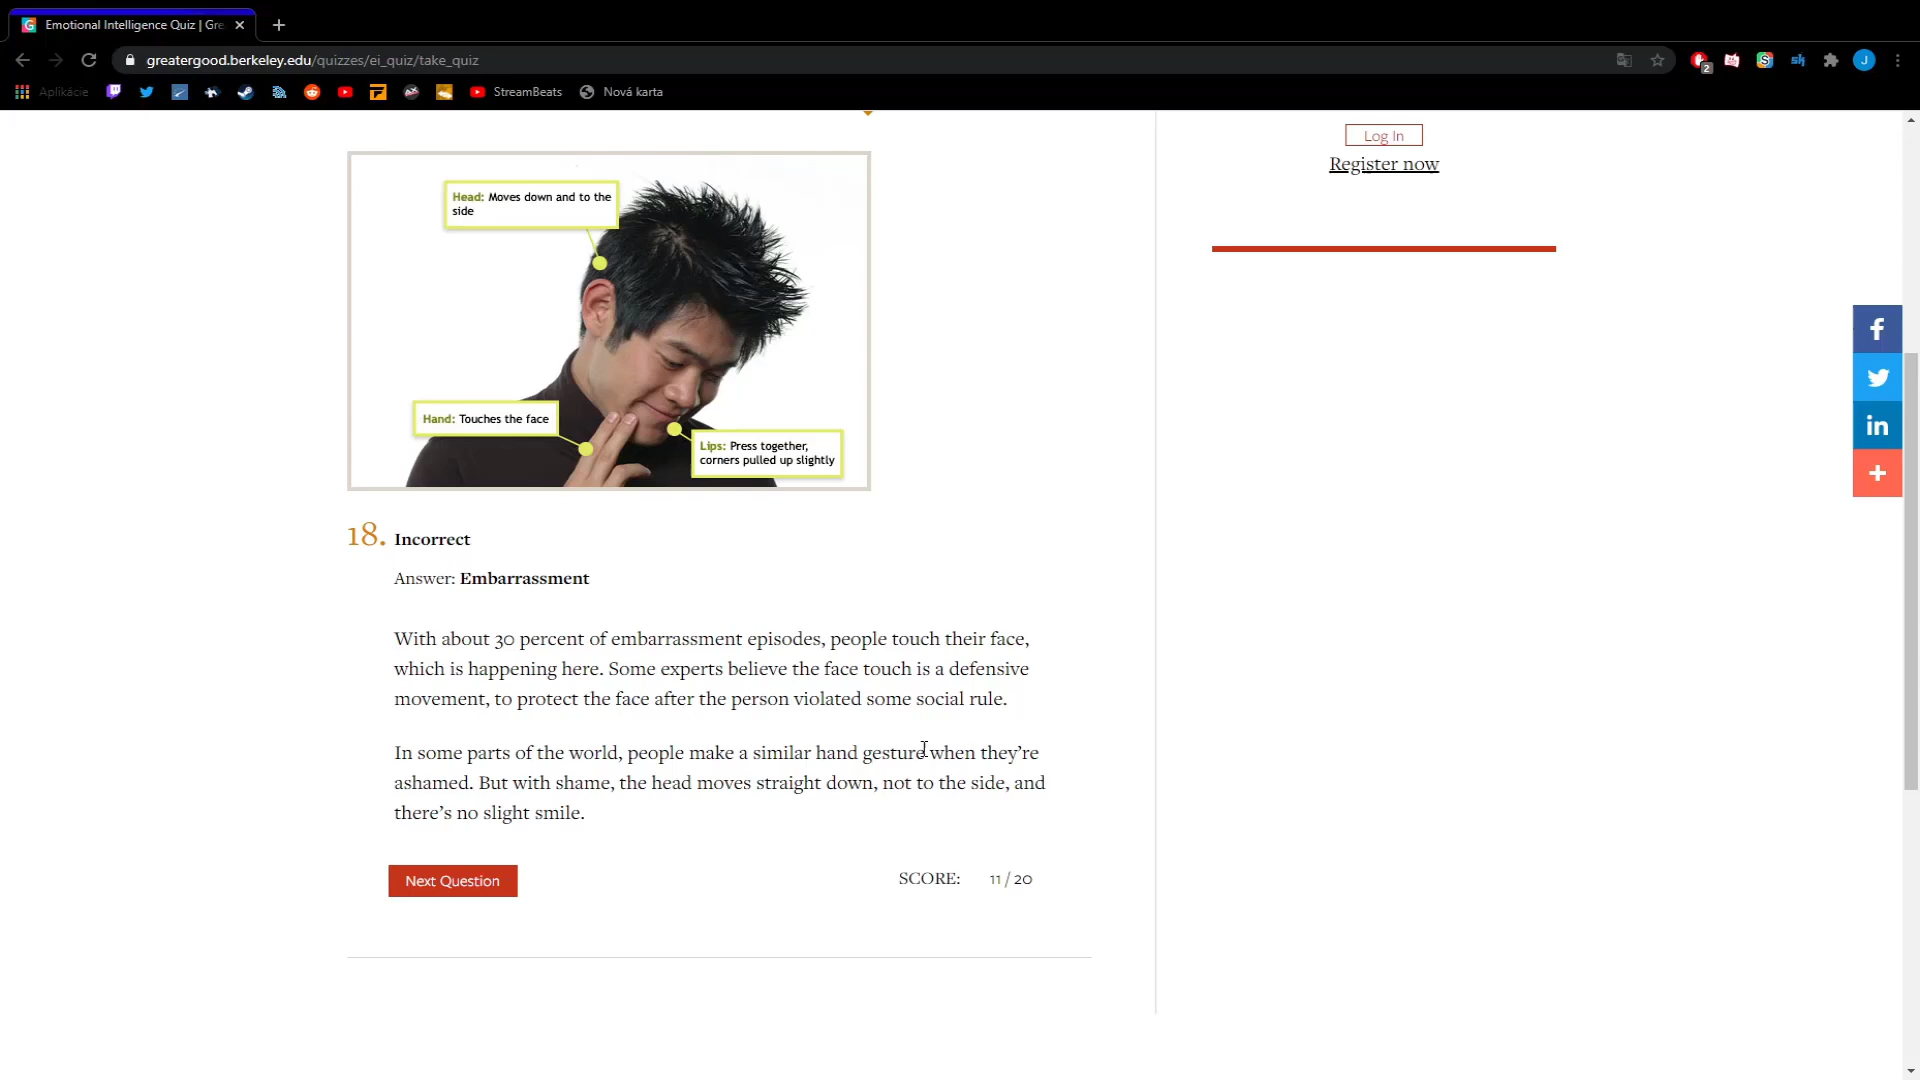 Emotional Intelligence Quiz | Gre
greatergood.berkeley.edu/quizzes/ei_quiz/take_quiz
2
J
Aplikácie
StreamBeats
Nová karta
Log In
Register now
Head: Moves down and to the
side
Hand: Touches the face
Lips: Press together,
corners pulled up slightly
18. Incorrect
Answer: Embarrassment
With about 30 percent of embarrassment episodes, people touch their face,
which is happening here. Some experts believe the face touch is a defensive
movement, to protect the face after the person violated some social rule.
In some parts of the world, people make a similar hand gesture when they’re
ashamed. But with shame, the head moves straight down, not to the side, and
there’s no slight smile.
Next Question
SCORE: 11 / 20